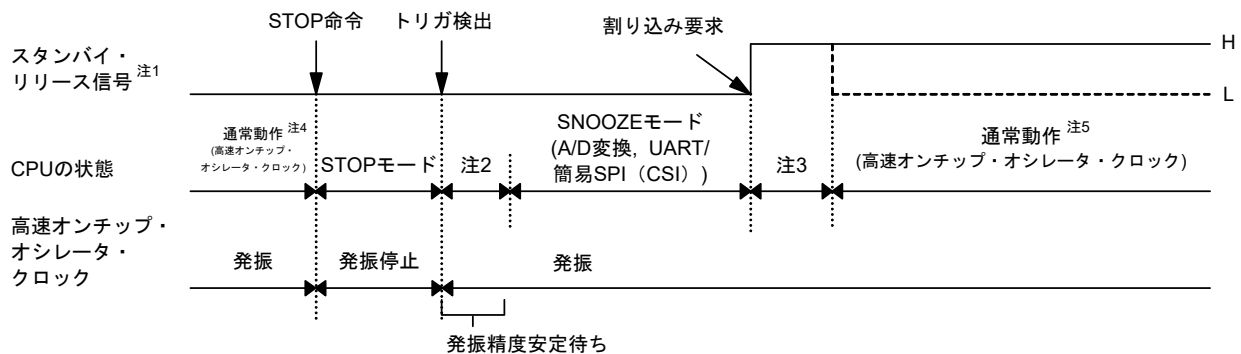 STOP命令
トリガ検出
割り込み要求
スタンバイ・
リリース信号 注1
H
L
CPUの状態
通常動作 注4
(高速オンチップ・
オシレータ・クロック)
STOPモード
注2
SNOOZEモード
(A/D変換, UART/
簡易SPI（CSI）)
注3
通常動作 注5
(高速オンチップ・オシレータ・クロック)
高速オンチップ・
オシレータ・
クロック
発振
発振停止
発振
発振精度安定待ち